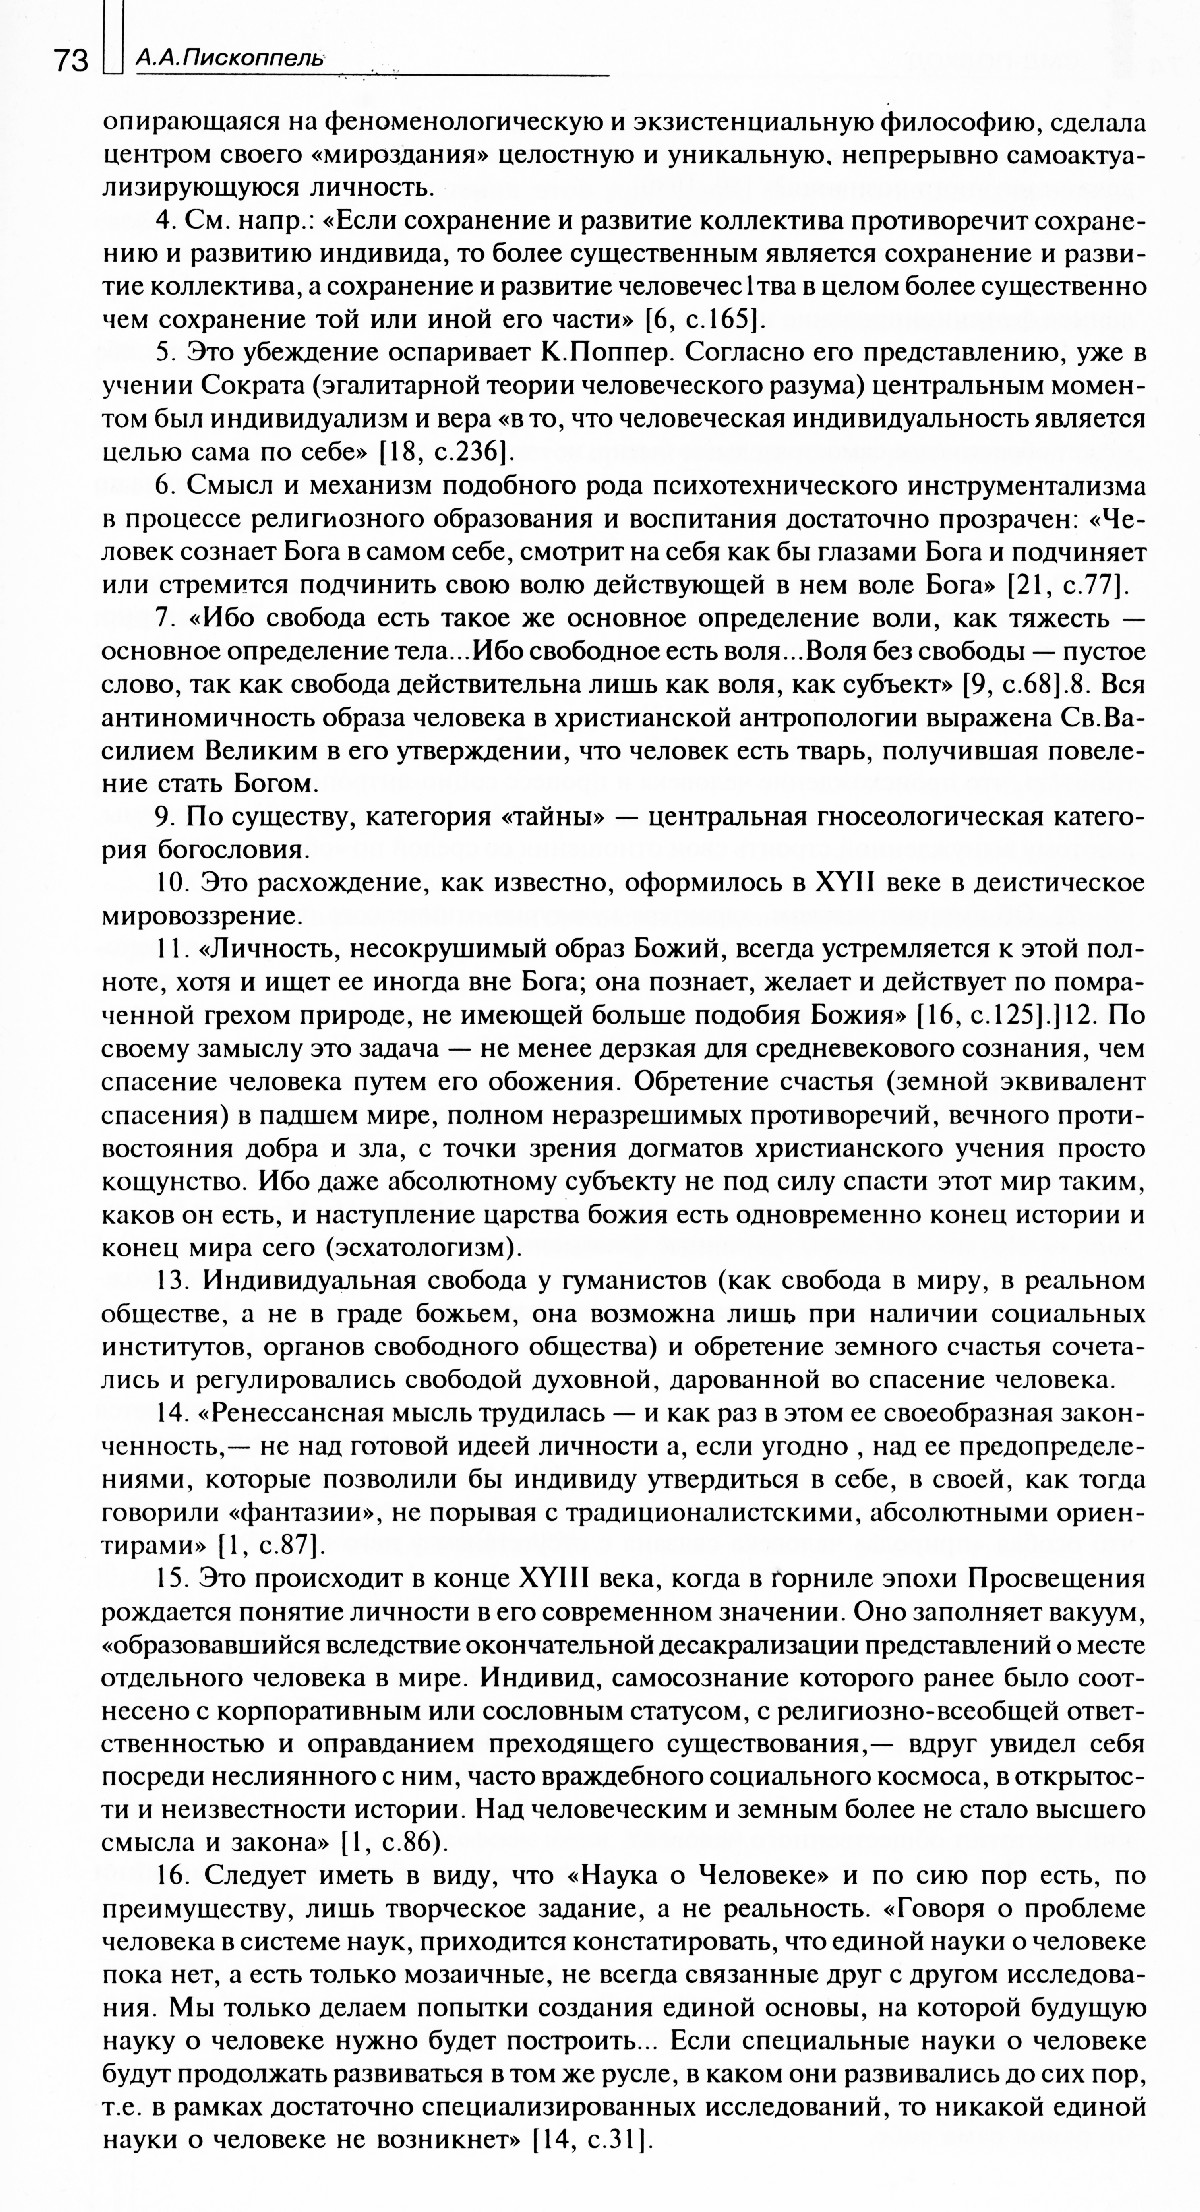 73 А.А.Пископпель
опирающаяся на феноменологическую и экзистенциальную философию, сделала
центром своего «мироздания» целостную и уникальную, непрерывно самоактуа-
лизирующуюся личность.
4. См. напр.: «Если сохранение и развитие коллектива противоречит сохране-
нию и развитию индивида, то более существенным является сохранение и разви-
тие коллектива, а сохранение и развитие человечес1тва в целом более существенно
чем сохранение той или иной его части» [6, с.165].
5. Это убеждение оспаривает К.Поппер. Согласно его представлению, уже в
учении Сократа (эгалитарной теории человеческого разума) центральным момен-
том был индивидуализм и вера «в то, что человеческая индивидуальность является
целью сама по себе» [18, с.236].
6. Смысл и механизм подобного рода психотехнического инструментализма
в процессе религиозного образования и воспитания достаточно прозрачен: «Че-
ловек сознает Бога в самом себе, смотрит на себя как бы глазами Бога и подчиняет
или стремится подчинить свою волю действующей в нем воле Бога» [21, с.77].
7. «Ибо свобода есть такое же основное определение воли, как тяжесть —
основное определение тела...Ибо свободное есть воля...Воля без свободы — пустое
слово, так как свобода действительна лишь как воля, как субъект» [9, с.68].8. Вся
антиномичность образа человека в христианской антропологии выражена Св.Ва-
силием Великим в его утверждении, что человек есть тварь, получившая повеле-
ние стать Богом.
9. По существу, категория «тайны» — центральная гносеологическая катего-
рия богословия.
10. Это расхождение, как известно, оформилось в XYII веке в деистическое
мировоззрение.
11. «Личность, несокрушимый образ Божий, всегда устремляется к этой пол-
ноте, хотя и ищет ее иногда вне Бога; она познает, желает и действует по помра-
ченной грехом природе, не имеющей больше подобия Божия» [16, с.125].]12. По
своему замыслу это задача — не менее дерзкая для средневекового сознания, чем
спасение человека путем его обожения. Обретение счастья (земной эквивалент
спасения) в падшем мире, полном неразрешимых противоречий, вечного проти-
востояния добра и зла, с точки зрения догматов христианского учения просто
кощунство. Ибо даже абсолютному субъекту не под силу спасти этот мир таким,
каков он есть, и наступление царства божия есть одновременно конец истории и
конец мира сего (эсхатологизм).
13. Индивидуальная свобода у гуманистов (как свобода в миру, в реальном
обществе, а не в граде божьем, она возможна лишь при наличии социальных
институтов, органов свободного общества) и обретение земного счастья сочета-
лись и регулировались свободой духовной, дарованной во спасение человека.
14. «Ренессансная мысль трудилась — и как раз в этом ее своеобразная закон-
ченность,— не над готовой идеей личности а, если угодно , над ее предопределе-
ниями, которые позволили бы индивиду утвердиться в себе, в своей, как тогда
говорили «фантазии», не порывая с традиционалистскими, абсолютными ориен-
тирами» [1, с.87].
15. Это происходит в конце XYIII века, когда в горниле эпохи Просвещения
рождается понятие личности в его современном значении. Оно заполняет вакуум,
«образовавшийся вследствие окончательной десакрализации представлений о месте
отдельного человека в мире. Индивид, самосознание которого ранее было соот-
несено с корпоративным или сословным статусом, с религиозно-всеобщей ответ-
ственностью и оправданием преходящего существования,— вдруг увидел себя
посреди неслиянного с ним, часто враждебного социального космоса, в открытос-
ти и неизвестности истории. Над человеческим и земным более не стало высшего
смысла и закона» [1, с.86).
16. Следует иметь в виду, что «Наука о Человеке» и по сию пор есть, по
преимуществу, лишь творческое задание, а не реальность. «Говоря о проблеме
человека в системе наук, приходится констатировать, что единой науки о человеке
пока нет, а есть только мозаичные, не всегда связанные друг с другом исследова-
ния. Мы только делаем попытки создания единой основы, на которой будущую
науку о человеке нужно будет построить... Если специальные науки о человеке
будут продолжать развиваться в том же русле, в каком они развивались до сих пор,
т.е. в рамках достаточно специализированных исследований, то никакой единой
науки о человеке не возникнет» [14, с.31].